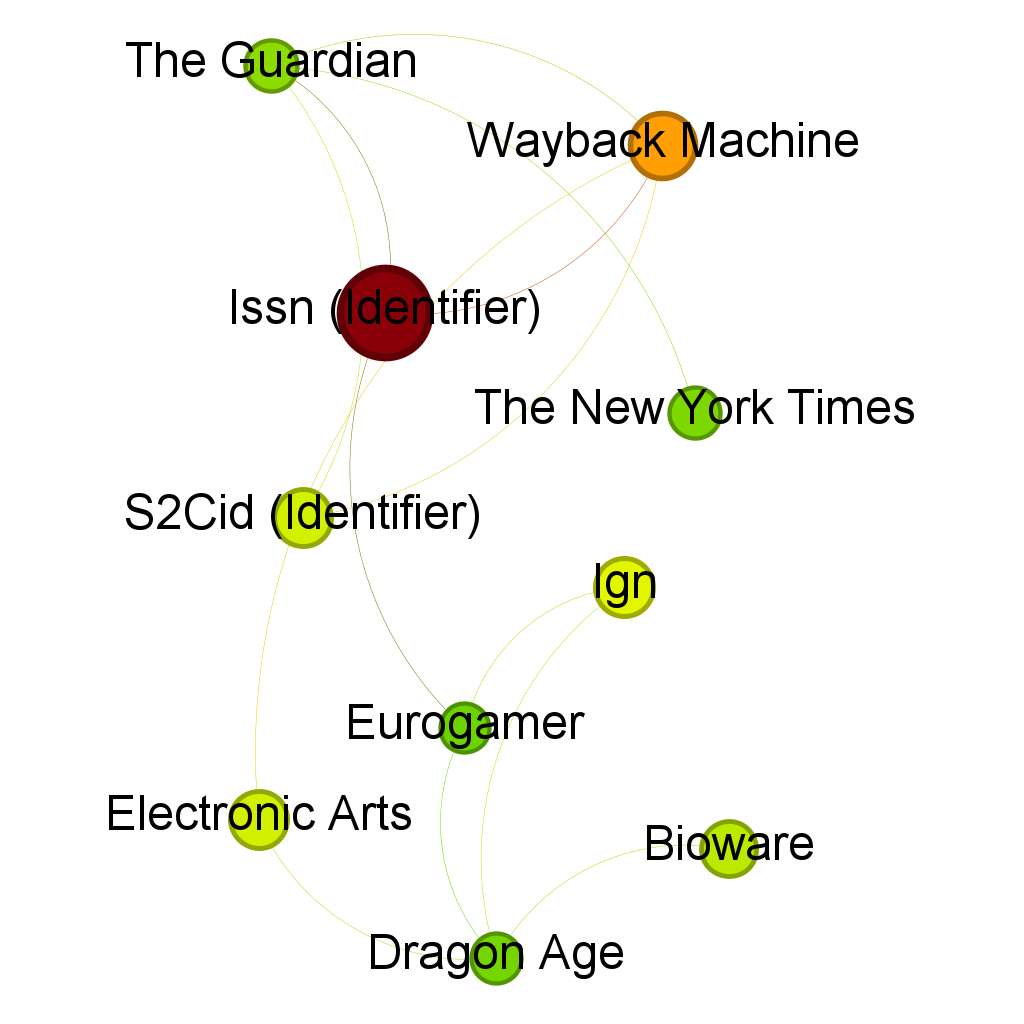 The Guardian
Wayback Machine
Issn (Identifier)
The New York Times
S2Cid (Identifier)
Ign
Eurogamer
Electronic Arts
Bioware
Dragon Age